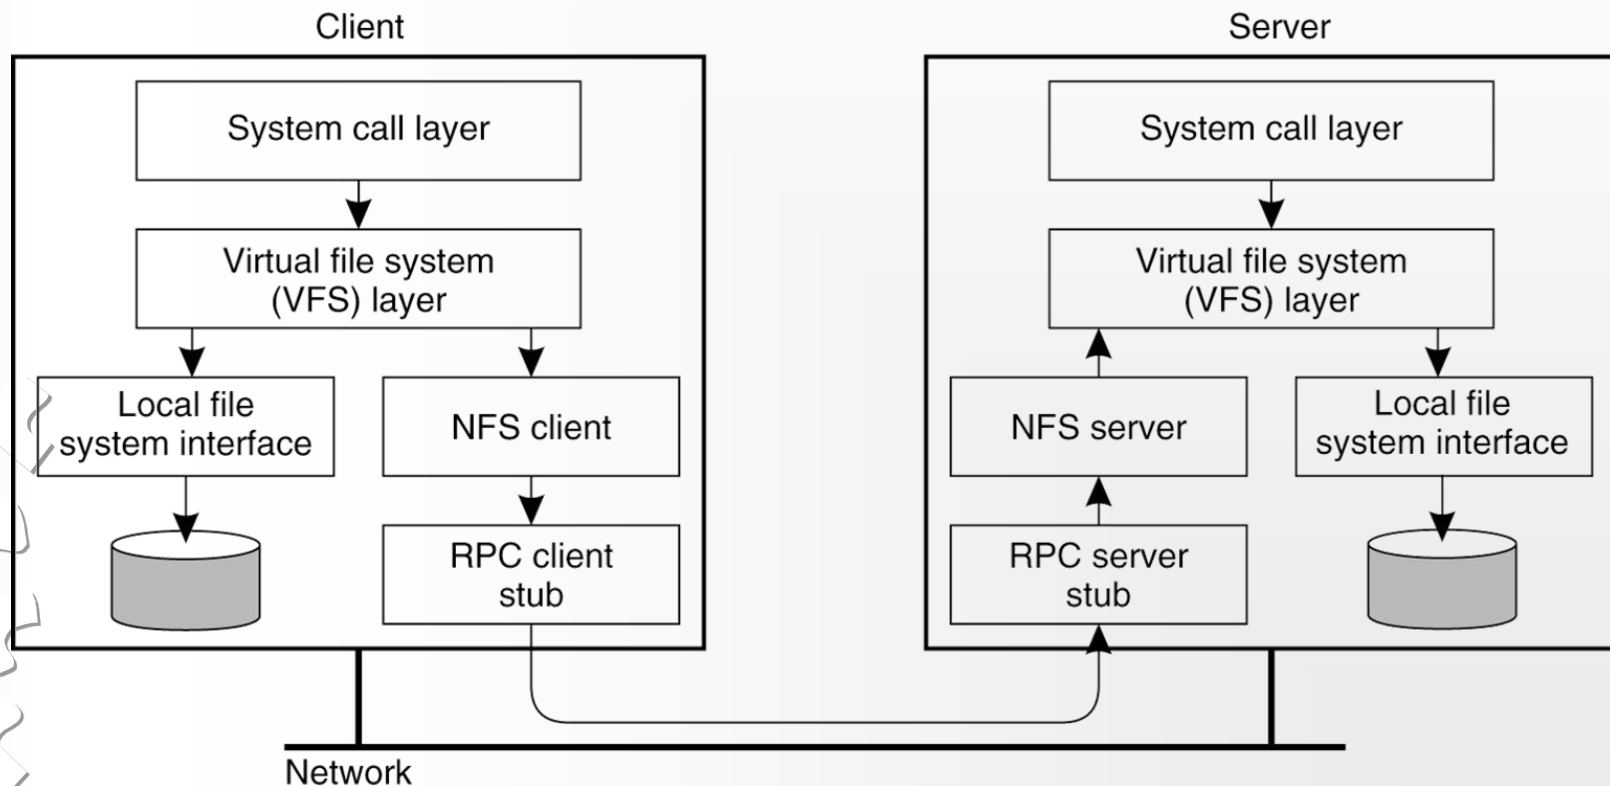 Client
Server
System call layer
System call layer
Virtual file system
(VFS) layer
Virtual file system
(VFS) layer
Local file
system interface
NFS client
NFS server
Local file
system interface
RPC client
stub
RPC server
stub
Network